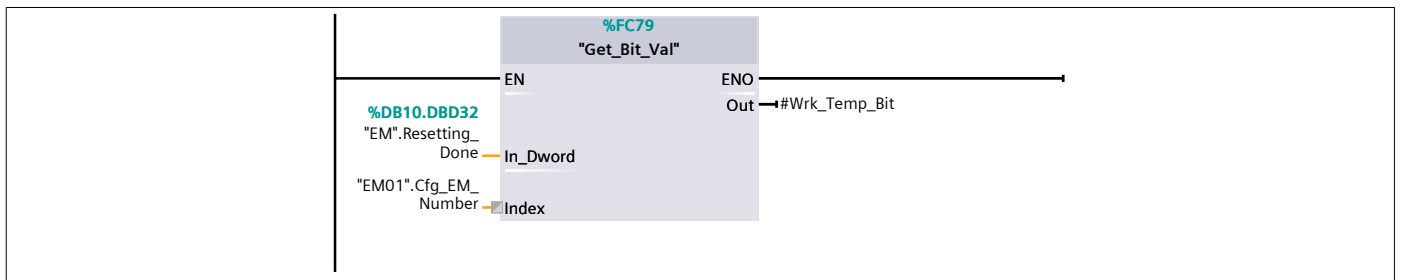 %FC79
"Get_Bit_Val"
EN
ENO
Out
#Wrk_Temp_Bit
%DB10.DBD32
"EM".Resetting_
Done
In_Dword
"EM01".Cfg_EM_
Number
Index